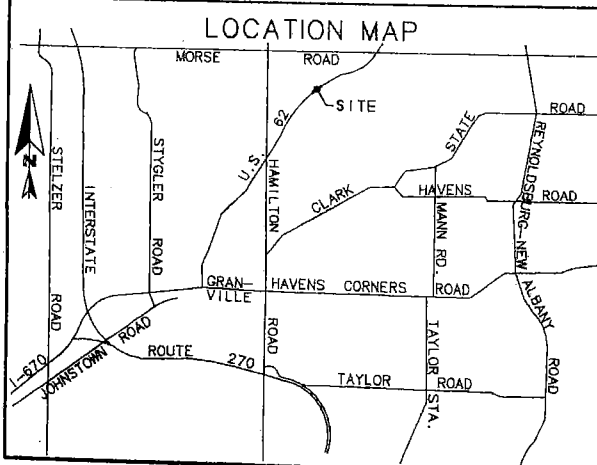 LOCATION MAP
MORSE ROAD
SITE
U.S. 62
STATE ROAD
REYNOLDSBURG-NEW ALBANY ROAD
N
STELZER ROAD
INTERSTATE
STYGLER ROAD
HAMILTON ROAD
CLARK
HAVENS ROAD
MANN RD.
GRAN-
VILLE
HAVENS CORNERS ROAD
I-670
JOHNSTOWN ROAD
ROUTE 270
TAYLOR ROAD
TAYLOR STA.